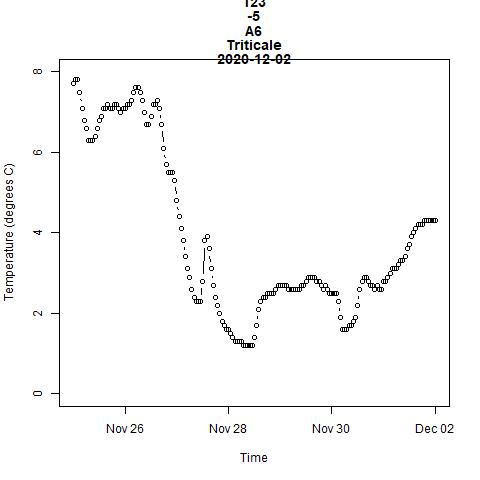 123
-5
A6
Triticale
2020-12-02
8
6
4
2
0
Temperature (degrees C)
Nov 26
Nov 28
Nov 30
Dec 02
Time